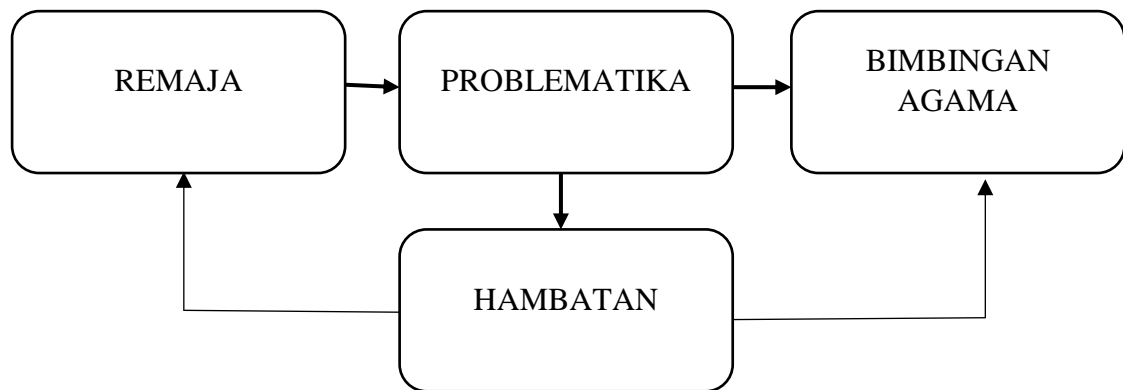 REMAJA
PROBLEMATIKA
BIMBINGAN
AGAMA
HAMBATAN